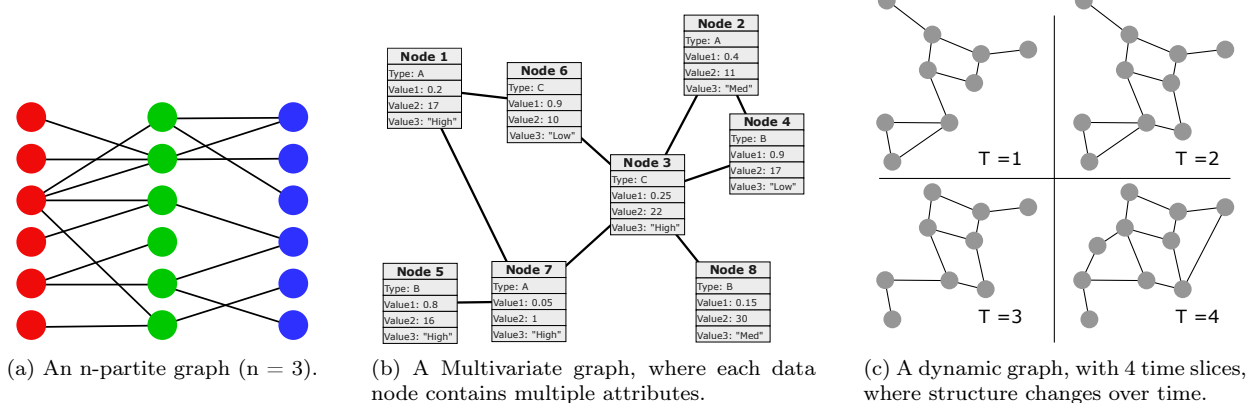 Node 1
Type: A
Value1: 0.2
Value2: 17
Value3: "High"
Node 6
Type: C
Value1: 0.9
Value2: 10
Value3: "Low"
Node 2
Type: A
Value1: 0.4
Value2: 11
Value3: "Med"
Node 4
Type: B
Value1: 0.9
Value2: 17
Value3: "Low"
Node 3
Type: C
Value1: 0.25
Value2: 22
Value3: "High"
Node 5
Type: B
Value1: 0.8
Value2: 16
Value3: "High"
Node 7
Type: A
Value1: 0.05
Value2: 1
Value3: "High"
Node 8
Type: B
Value1: 0.15
Value2: 30
Value3: "Med"
T =1
T =2
T =3
T =4
(a) An n-partite graph (n = 3).
(b) A Multivariate graph, where each data
node contains multiple attributes.
(c) A dynamic graph, with 4 time slices,
where structure changes over time.